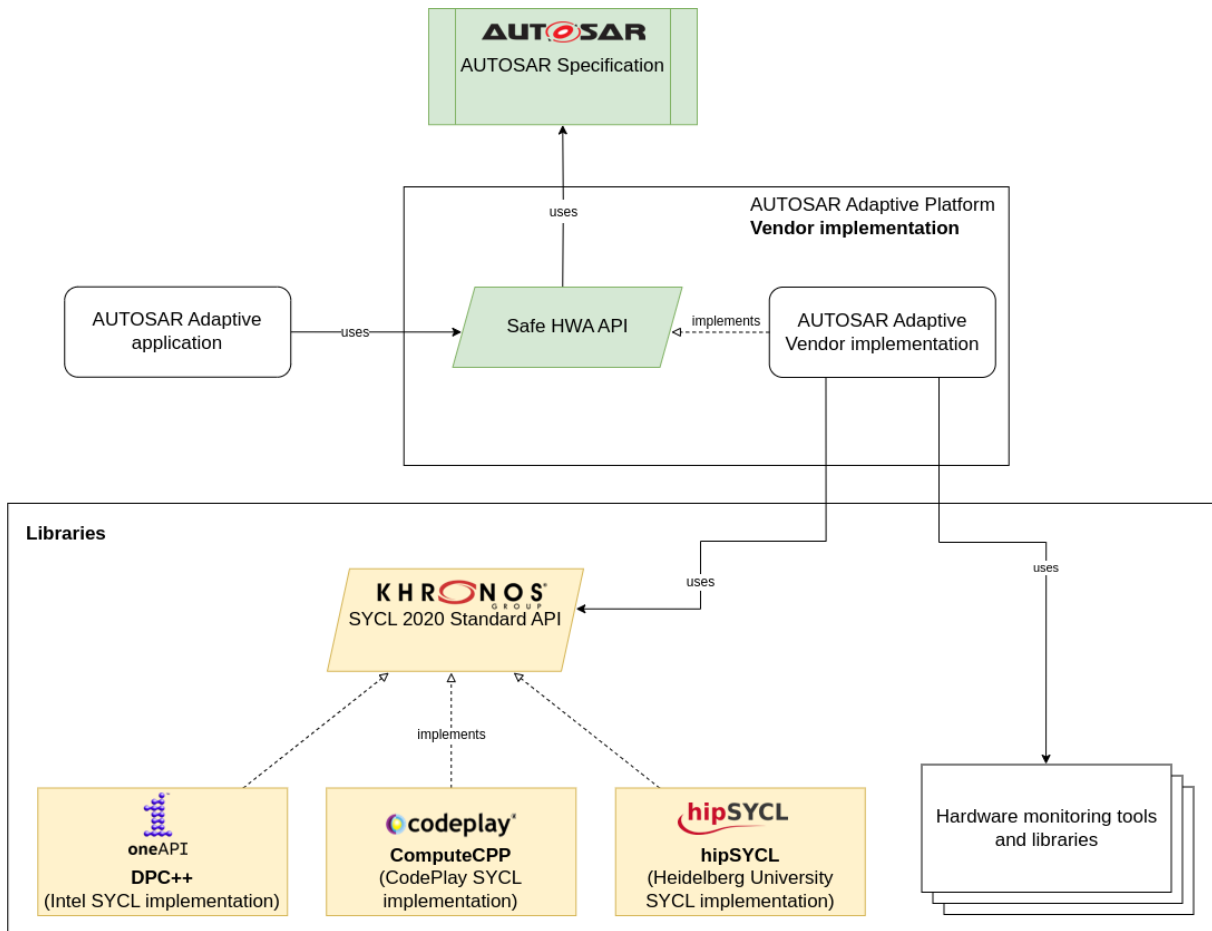 AUTOSAR
AUTOSAR Specification
uses
AUTOSAR Adaptive Platform
Vendor implementation
AUTOSAR Adaptive
application
uses
Safe HWA API
implements
AUTOSAR Adaptive
Vendor implementation
Libraries
KHRONOS
GROUP
SYCL 2020 Standard API
uses
uses
implements
oneAPI
DPC++
(Intel SYCL implementation)
codeplay
ComputeCPP
(CodePlay SYCL
implementation)
hipSYCL
hipSYCL
(Heidelberg University
SYCL implementation)
Hardware monitoring tools
and libraries